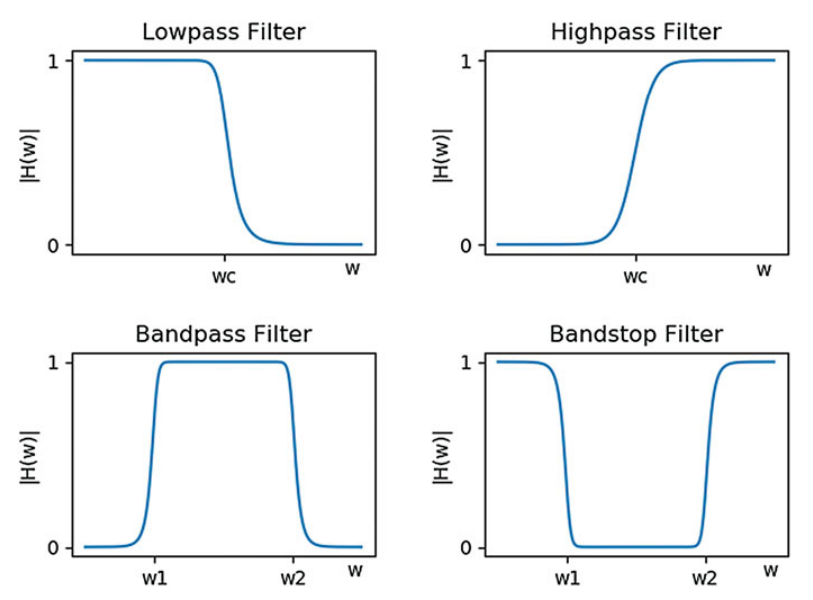 Lowpass Filter
1
|H(w)|
0
wc
w
Highpass Filter
1
|H(w)|
0
wc
w
Bandpass Filter
1
|H(w)|
0
w1
w2
w
Bandstop Filter
1
|H(w)|
0
w1
w2
w